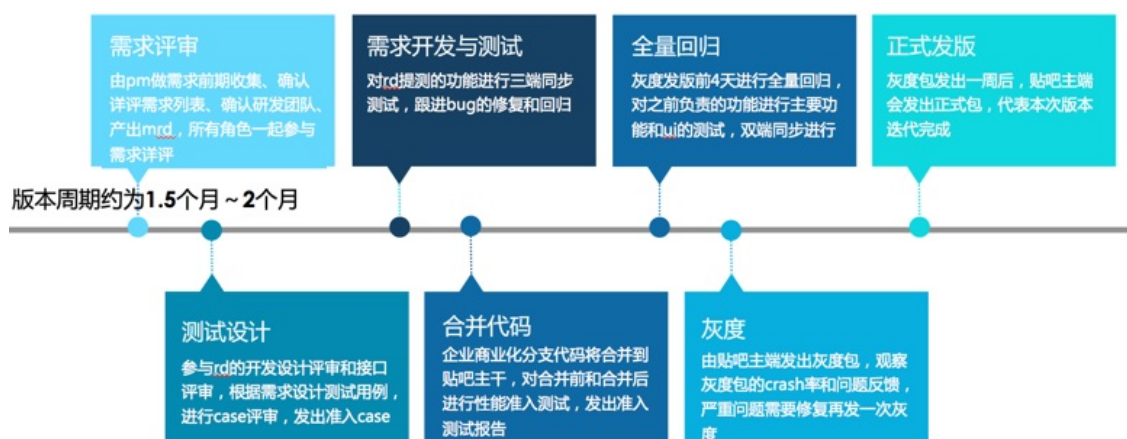 需求评审
由pm做需求前期收集、确认
详评需求列表、确认研发团队、
产出mrd，所有角色一起参与
需求详评
需求开发与测试
对rd提测的功能进行三端同步
测试，跟进bug的修复和回归
全量回归
灰度发版前4天进行全量回归，
对之前负责的功能进行主要功
能和ui的测试，双端同步进行
正式发版
灰度包发出一周后，贴吧主端
会发出正式包，代表本次版本
迭代完成
版本周期约为1.5个月～2个月
测试设计
参与rd的开发设计评审和接口
评审，根据需求设计测试用例，
进行case评审，发出准入case
合并代码
企业商业化分支代码将合并到
贴吧主干，对合并前和合并后
进行性能准入测试，发出准入
测试报告
灰度
由贴吧主端发出灰度包，观察
灰度包的crash率和问题反馈，
严重问题需要修复再发一次灰
度